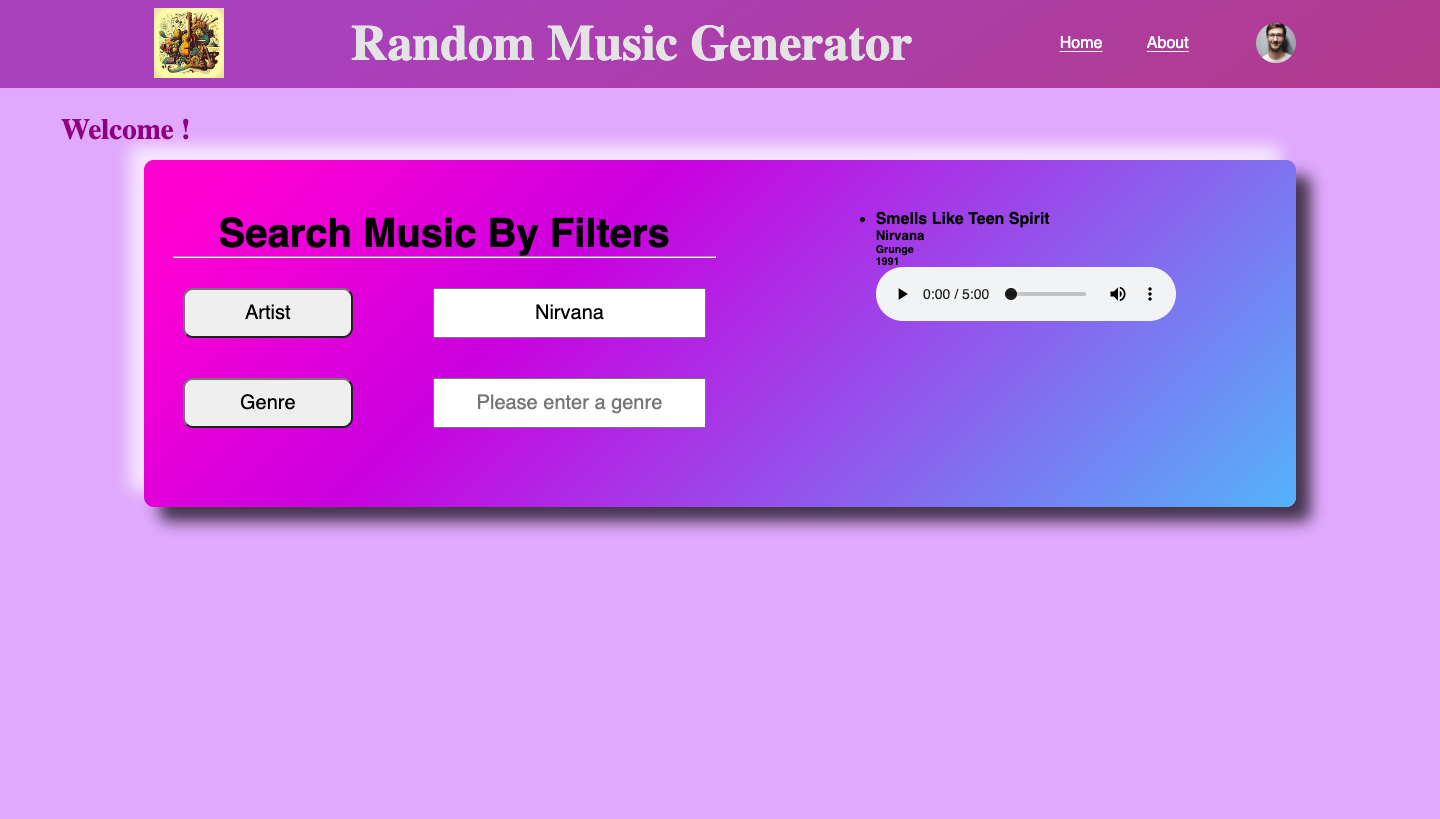 Random Music Generator
Home
About
Welcome !
Search Music By Filters
Artist
Nirvana
Genre
Please enter a genre
Smells Like Teen Spirit
Nirvana
Grunge
1991
0:00 / 5:00